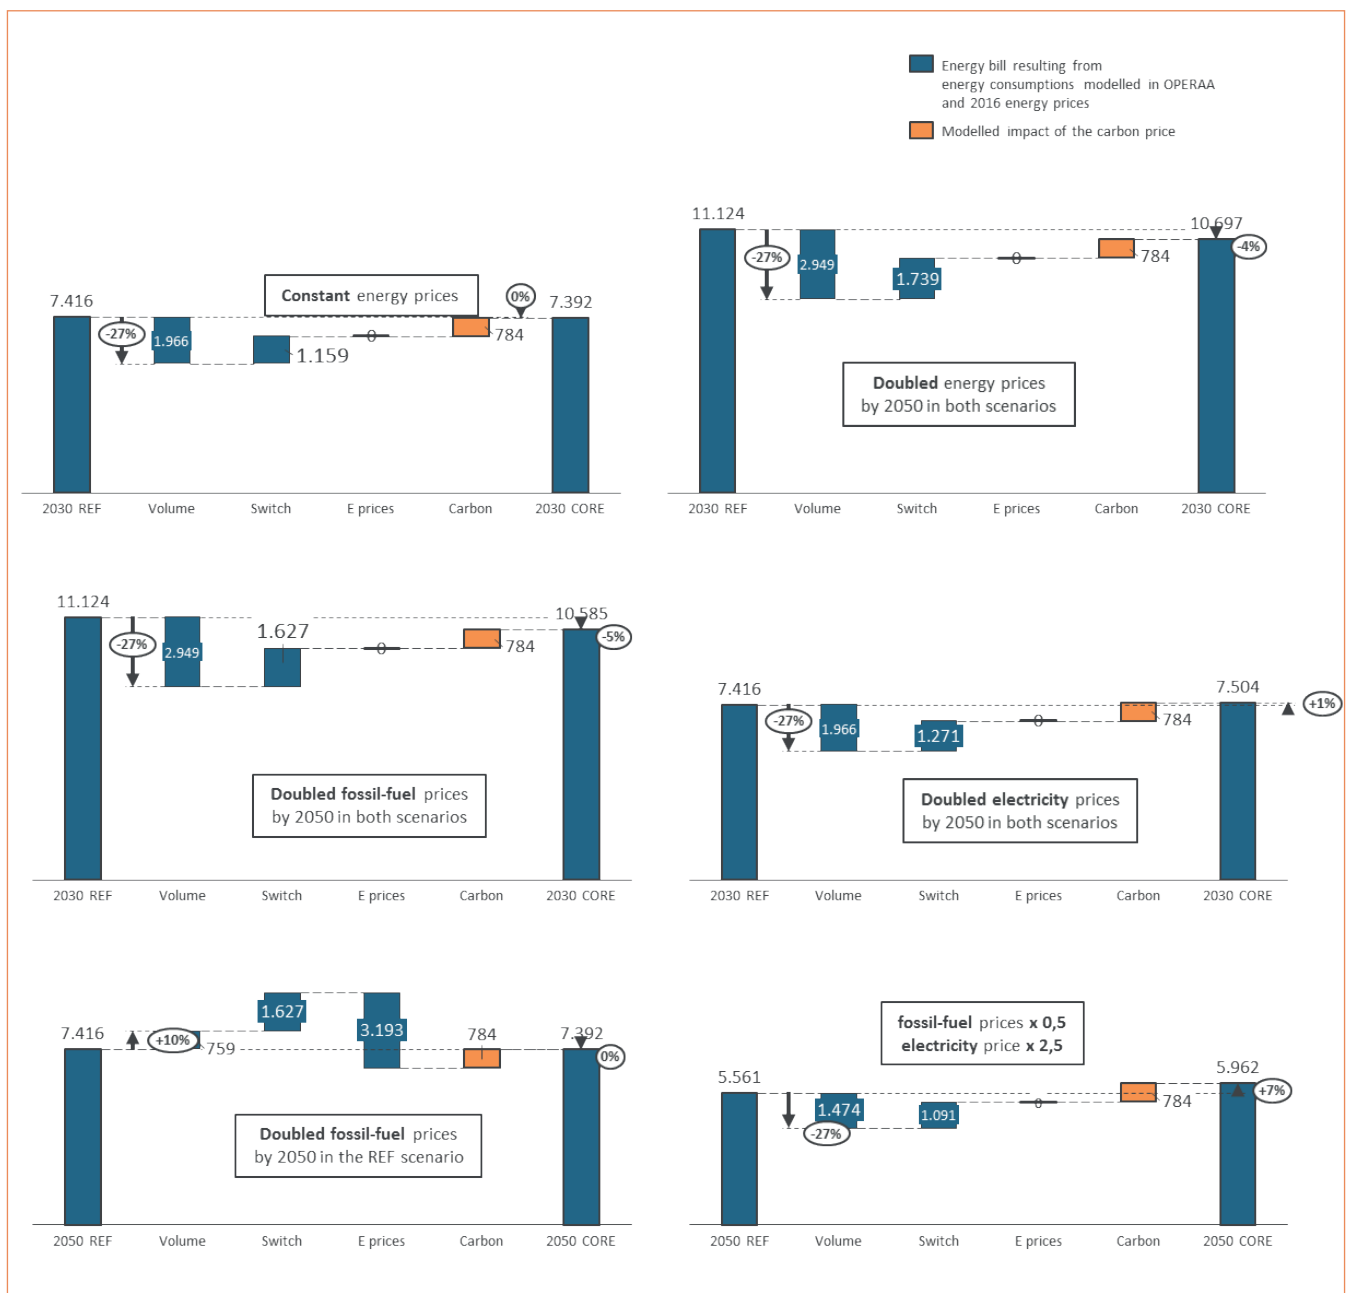 Energy bill resulting from
energy consumptions modelled in OPERAA
and 2016 energy prices
Modelled impact of the carbon price
Constant energy prices
7.416
-27%
1.966
1.159
0
784
0%
7.392
2030 REF Volume Switch E prices Carbon 2030 CORE
11.124
-27%
2.949
1.739
0
784
10.697
-4%
Doubled energy prices
by 2050 in both scenarios
2030 REF Volume Switch E prices Carbon 2030 CORE
11.124
-27%
2.949
1.627
0
784
10.585
-5%
Doubled fossil-fuel prices
by 2050 in both scenarios
2030 REF Volume Switch E prices Carbon 2030 CORE
7.416
-27%
1.966
1.271
0
784
7.504
+1%
Doubled electricity prices
by 2050 in both scenarios
2030 REF Volume Switch E prices Carbon 2030 CORE
7.416
+10%
759
1.627
3.193
784
7.392
0%
Doubled fossil-fuel prices
by 2050 in the REF scenario
2050 REF Volume Switch E prices Carbon 2050 CORE
fossil-fuel prices x 0,5
electricity price x 2,5
5.561
-27%
1.474
1.091
0
784
5.962
+7%
2050 REF Volume Switch E prices Carbon 2050 CORE